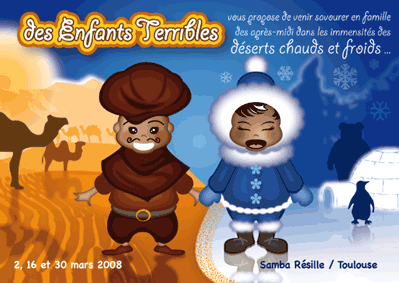 des Enfants Terribles
vous propose de venir savourer en famille
des après-midi dans les immensités des
déserts chauds et froids ...
2, 16 et 30 mars 2008
Samba Résille / Toulouse